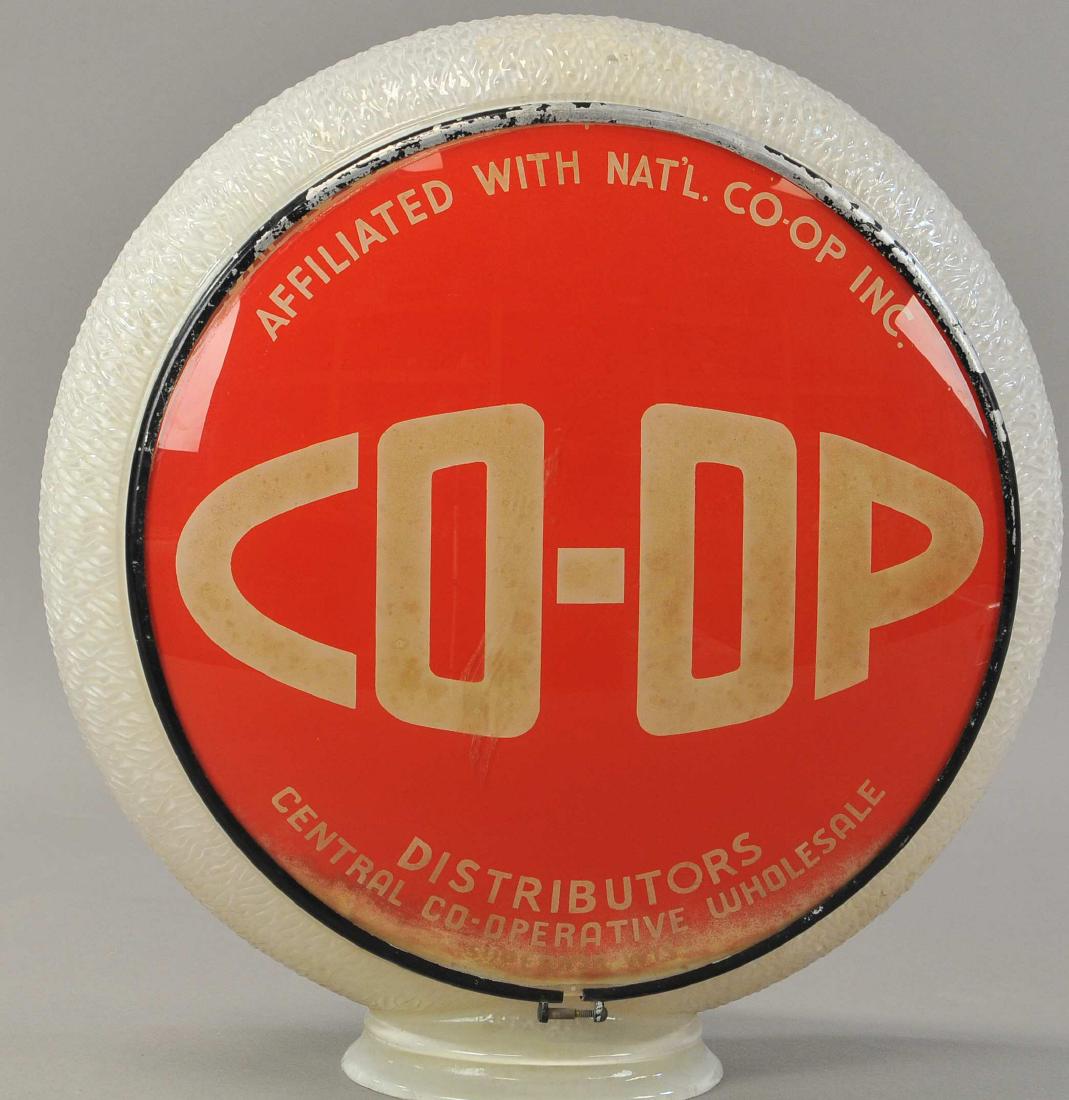 AFFILIATED WITH NAT'L. CO-OP INC.
CO-OP
DISTRIBUTORS
CENTRAL CO-OPERATIVE WHOLESALE